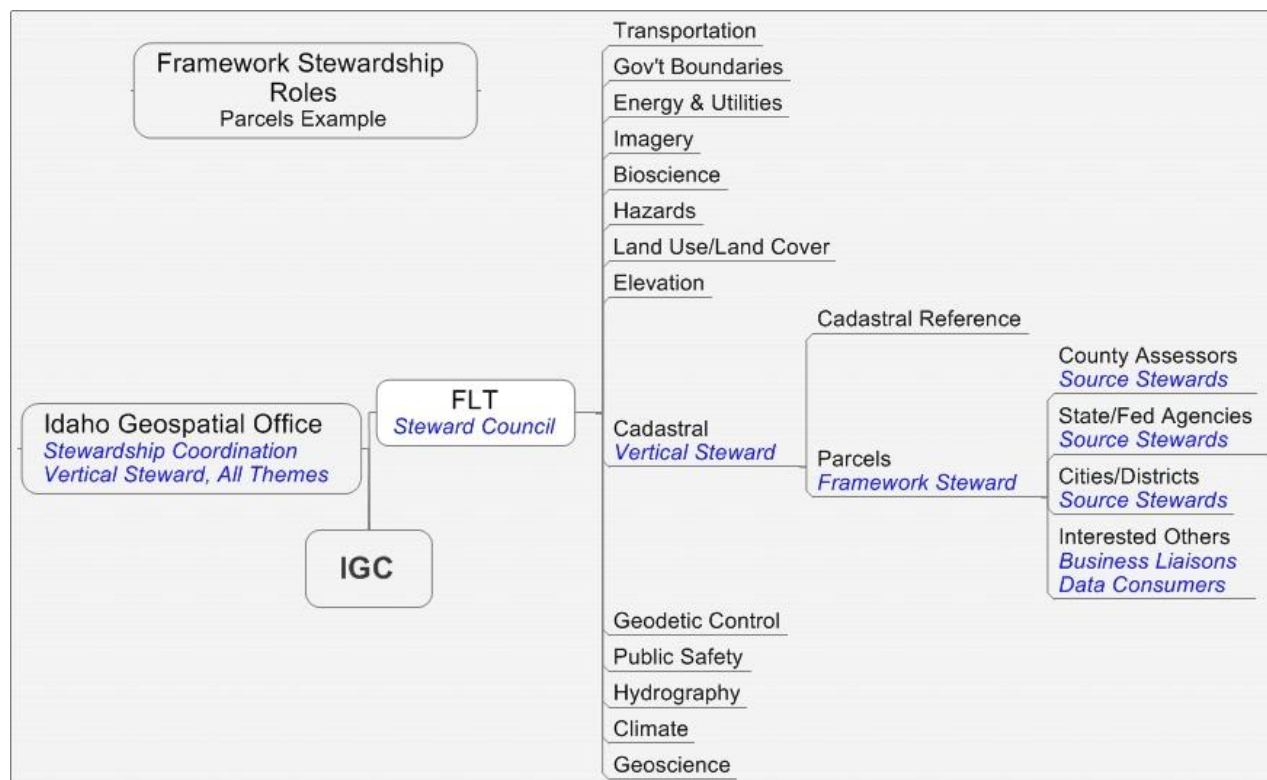 Framework Stewardship
Roles
Parcels Example
Transportation
Gov't Boundaries
Energy & Utilities
Imagery
Bioscience
Hazards
Land Use/Land Cover
Elevation
Idaho Geospatial Office
Stewardship Coordination
Vertical Steward, All Themes
FLT
Steward Council
IGC
Cadastral
Vertical Steward
Cadastral Reference
Parcels
Framework Steward
County Assessors
Source Stewards
State/Fed Agencies
Source Stewards
Cities/Districts
Source Stewards
Interested Others
Business Liaisons
Data Consumers
Geodetic Control
Public Safety
Hydrography
Climate
Geoscience